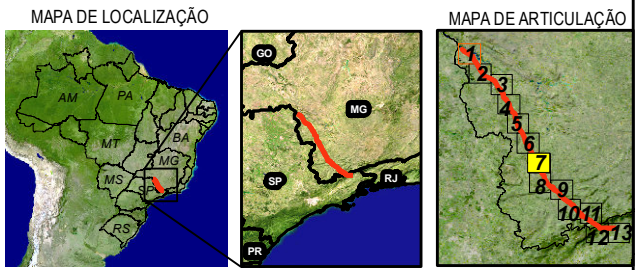 MAPA DE LOCALIZAÇÃO
AM
PA
MT
BA
MG
MS
SP
RS
GO
MG
SP
RJ
PR
MAPA DE ARTICULAÇÃO
1
2
3
4
5
6
7
8
9
10
11
12
13